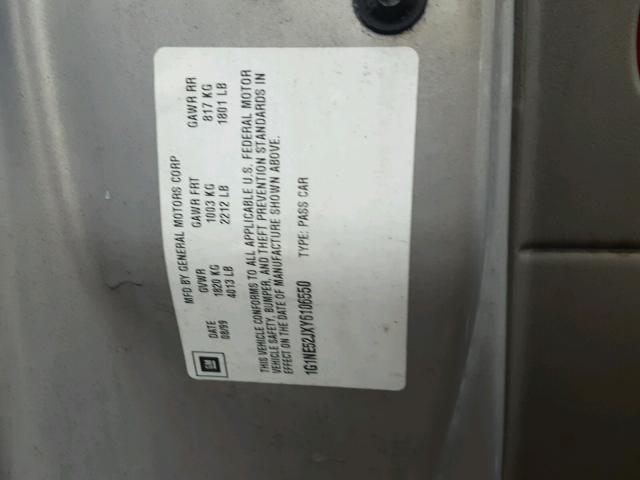 MFD BY GENERAL MOTORS CORP
DATE GVWR GAWR FRT GAWR RR
08/99 1820 KG 1003 KG 817 KG
4013 LB 2212 LB 1801 LB
GM
THIS VEHICLE CONFORMS TO ALL APPLICABLE U.S. FEDERAL MOTOR
VEHICLE SAFETY, BUMPER, AND THEFT PREVENTION STANDARDS IN
EFFECT ON THE DATE OF MANUFACTURE SHOWN ABOVE.
1G1NE52JXY6106550 TYPE: PASS CAR